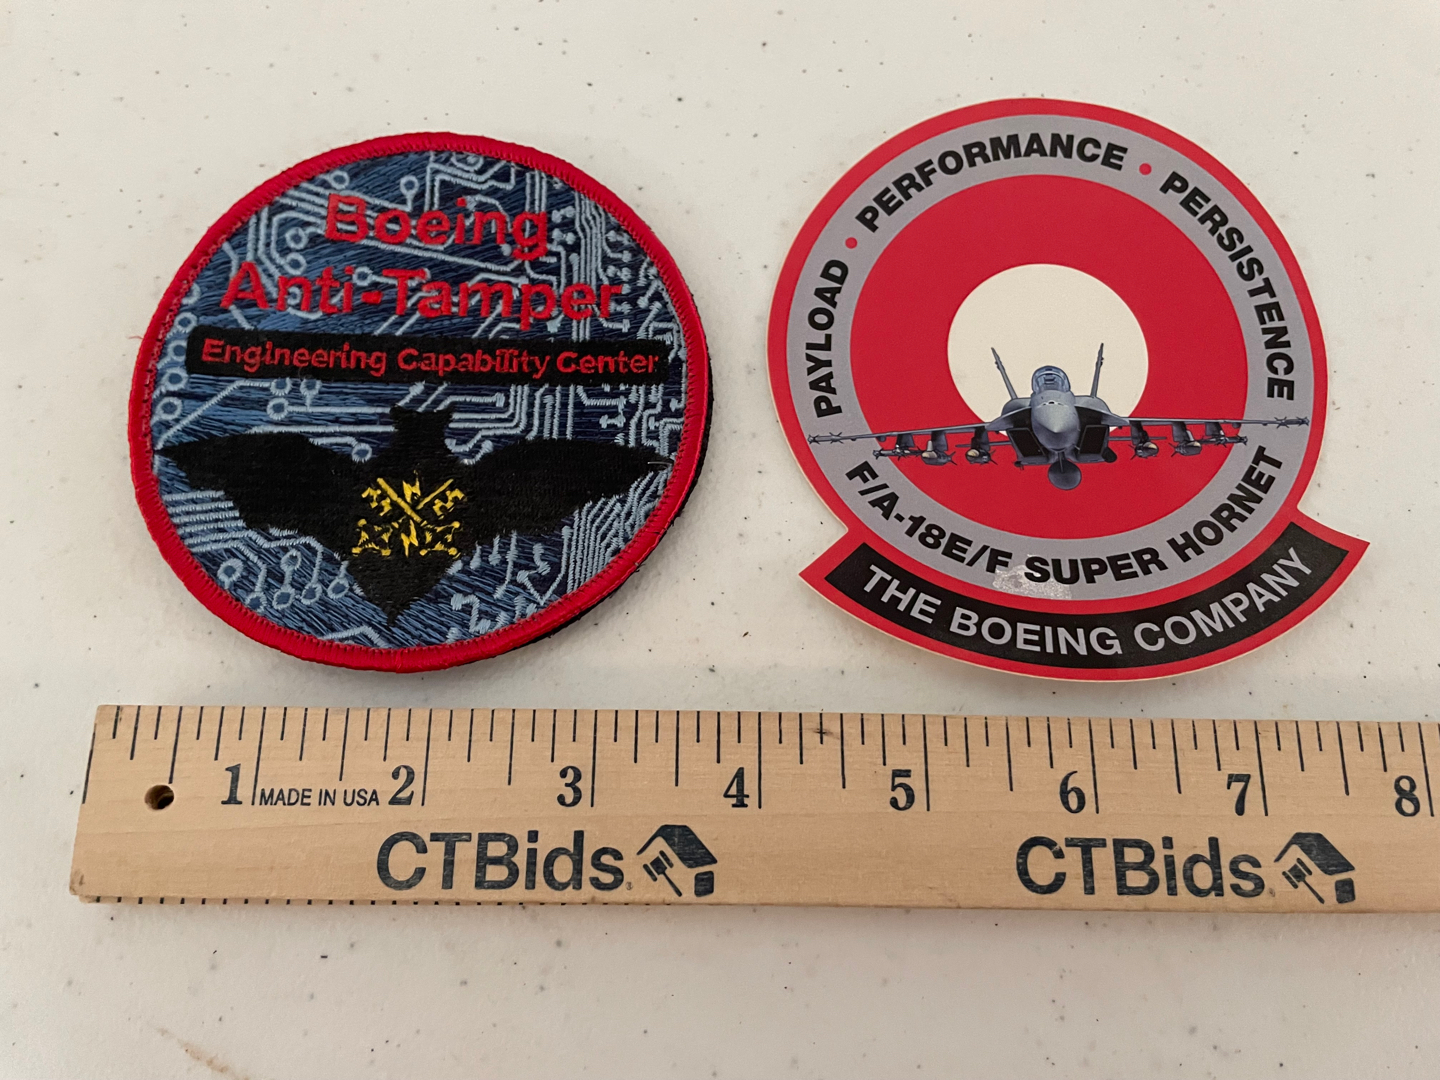 Boeing
Anti-Tamper
Engineering Capability Center
PAYLOAD • PERFORMANCE • PERSISTENCE
F/A-18E/F SUPER HORNET
THE BOEING COMPANY
1 2 3 4 5 6 7 8
MADE IN USA
CTBids® CTBids®